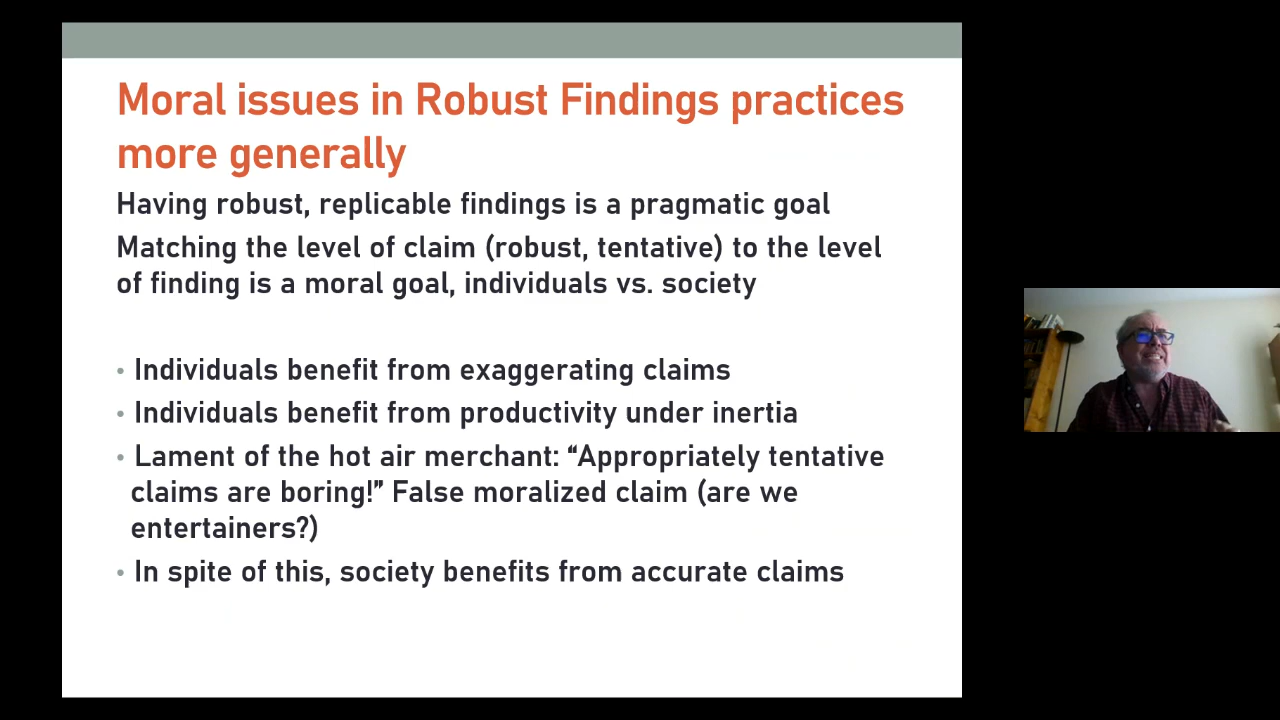 Moral issues in Robust Findings practices
more generally
Having robust, replicable findings is a pragmatic goal
Matching the level of claim (robust, tentative) to the level
of finding is a moral goal, individuals vs. society
• Individuals benefit from exaggerating claims
• Individuals benefit from productivity under inertia
• Lament of the hot air merchant: “Appropriately tentative
claims are boring!” False moralized claim (are we
entertainers?)
• In spite of this, society benefits from accurate claims